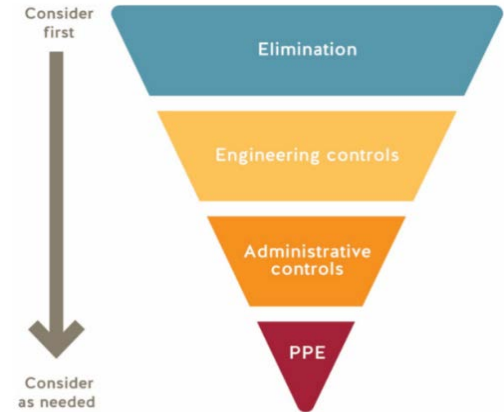 Consider
first
Elimination
Engineering controls
Administrative
controls
PPE
Consider
as needed